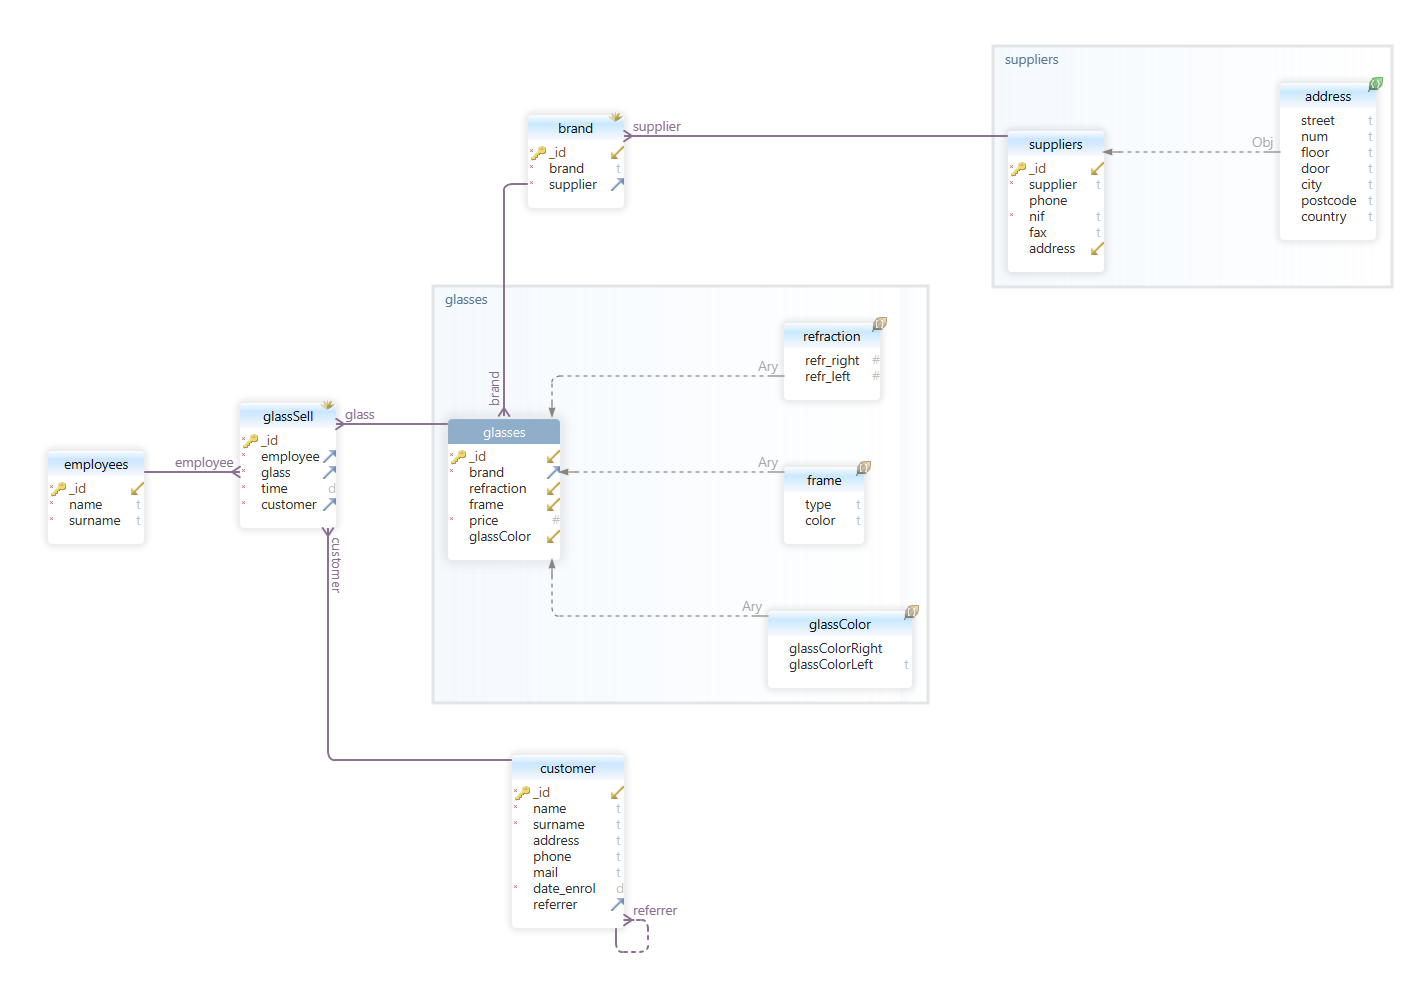 suppliers
address
street t
num t
floor t
door t
city t
postcode t
country t
Obj
suppliers
_id
supplier t
phone
nif t
fax t
address
supplier
brand
_id
brand t
supplier
brand
glasses
refraction
refr_right #
refr_left #
Ary
glasses
_id
brand
refraction
frame
price #
glassColor
Ary
frame
type t
color t
Ary
glassColor
glassColorRight
glassColorLeft t
glass
glassSell
_id
employee
glass
time d
customer
employee
employees
_id
name t
surname t
customer
customer
_id
name t
surname t
address t
phone t
mail t
date_enrol d
referrer
referrer